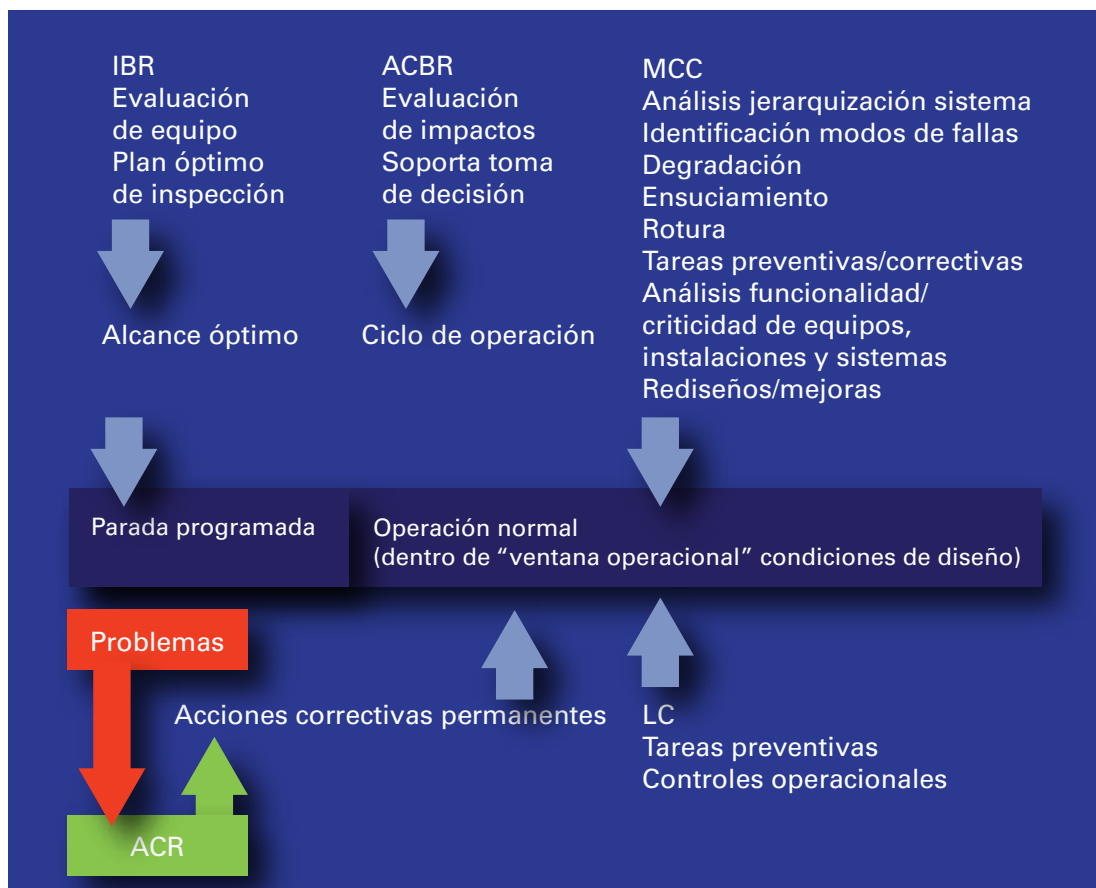 IBR
Evaluación
de equipo
Plan óptimo
de inspección
Alcance óptimo
ACBR
Evaluación
de impactos
Soporta toma
de decisión
Ciclo de operación
MCC
Análisis jerarquización sistema
Identificación modos de fallas
Degradación
Ensuciamiento
Rotura
Tareas preventivas/correctivas
Análisis funcionalidad/
criticidad de equipos,
instalaciones y sistemas
Rediseños/mejoras
Parada programada
Operación normal
(dentro de “ventana operacional” condiciones de diseño)
Problemas
Acciones correctivas permanentes
ACR
LC
Tareas preventivas
Controles operacionales